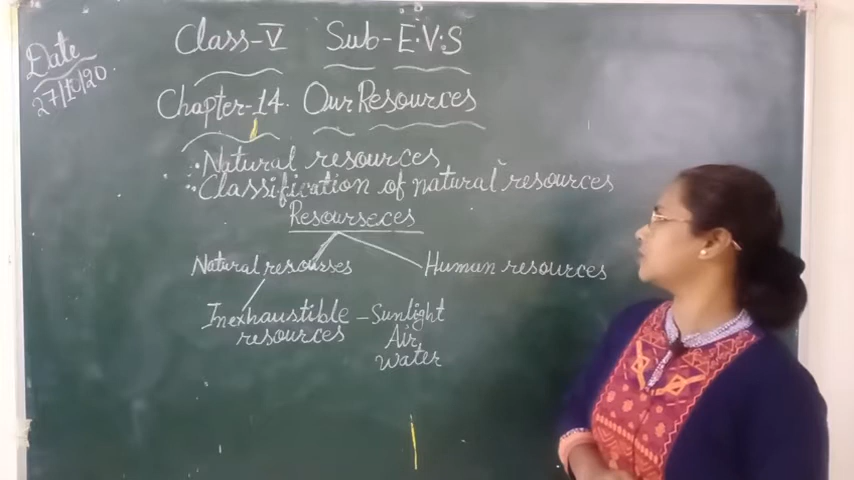 Date
27/10/20.
Class-V Sub-E.V.S
Chapter-14. Our Resources
Natural resources
Classification of natural resources
Resourseces
Natural resourses Human resources
Inexhaustible - Sunlight
resources Air,
water